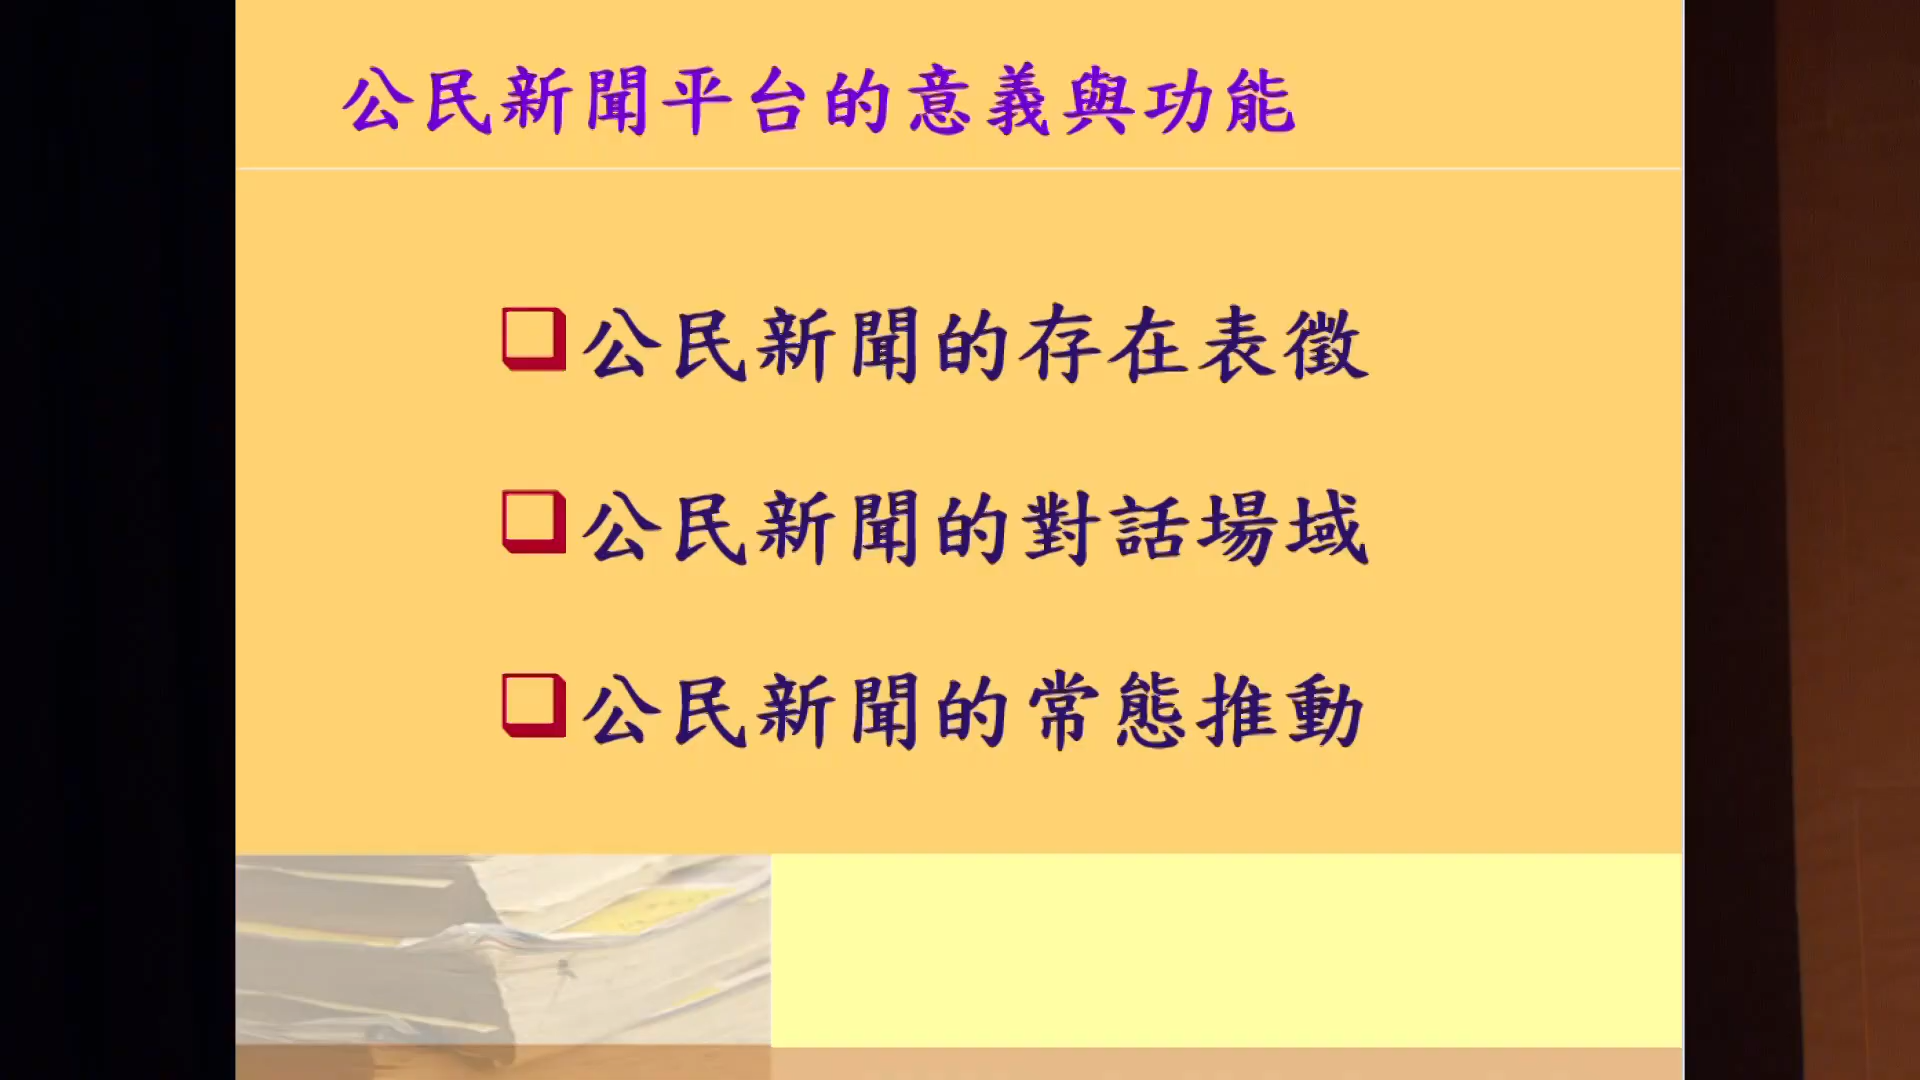 公民新聞平台的意義與功能
公民新聞的存在表徵
公民新聞的對話場域
公民新聞的常態推動